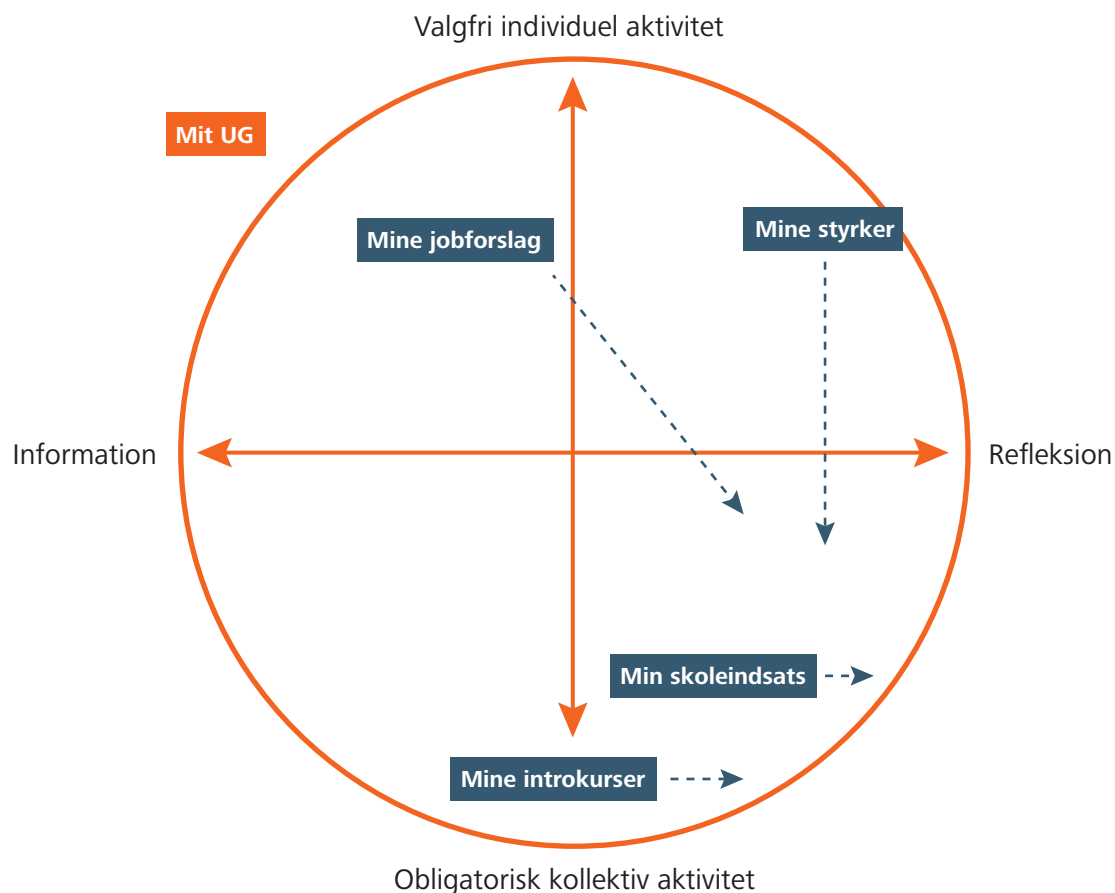 Valgfri individuel aktivitet
Mit UG
Mine jobforslag
Mine styrker
Information
Refleksion
Min skoleindsats
Mine introkurser
Obligatorisk kollektiv aktivitet